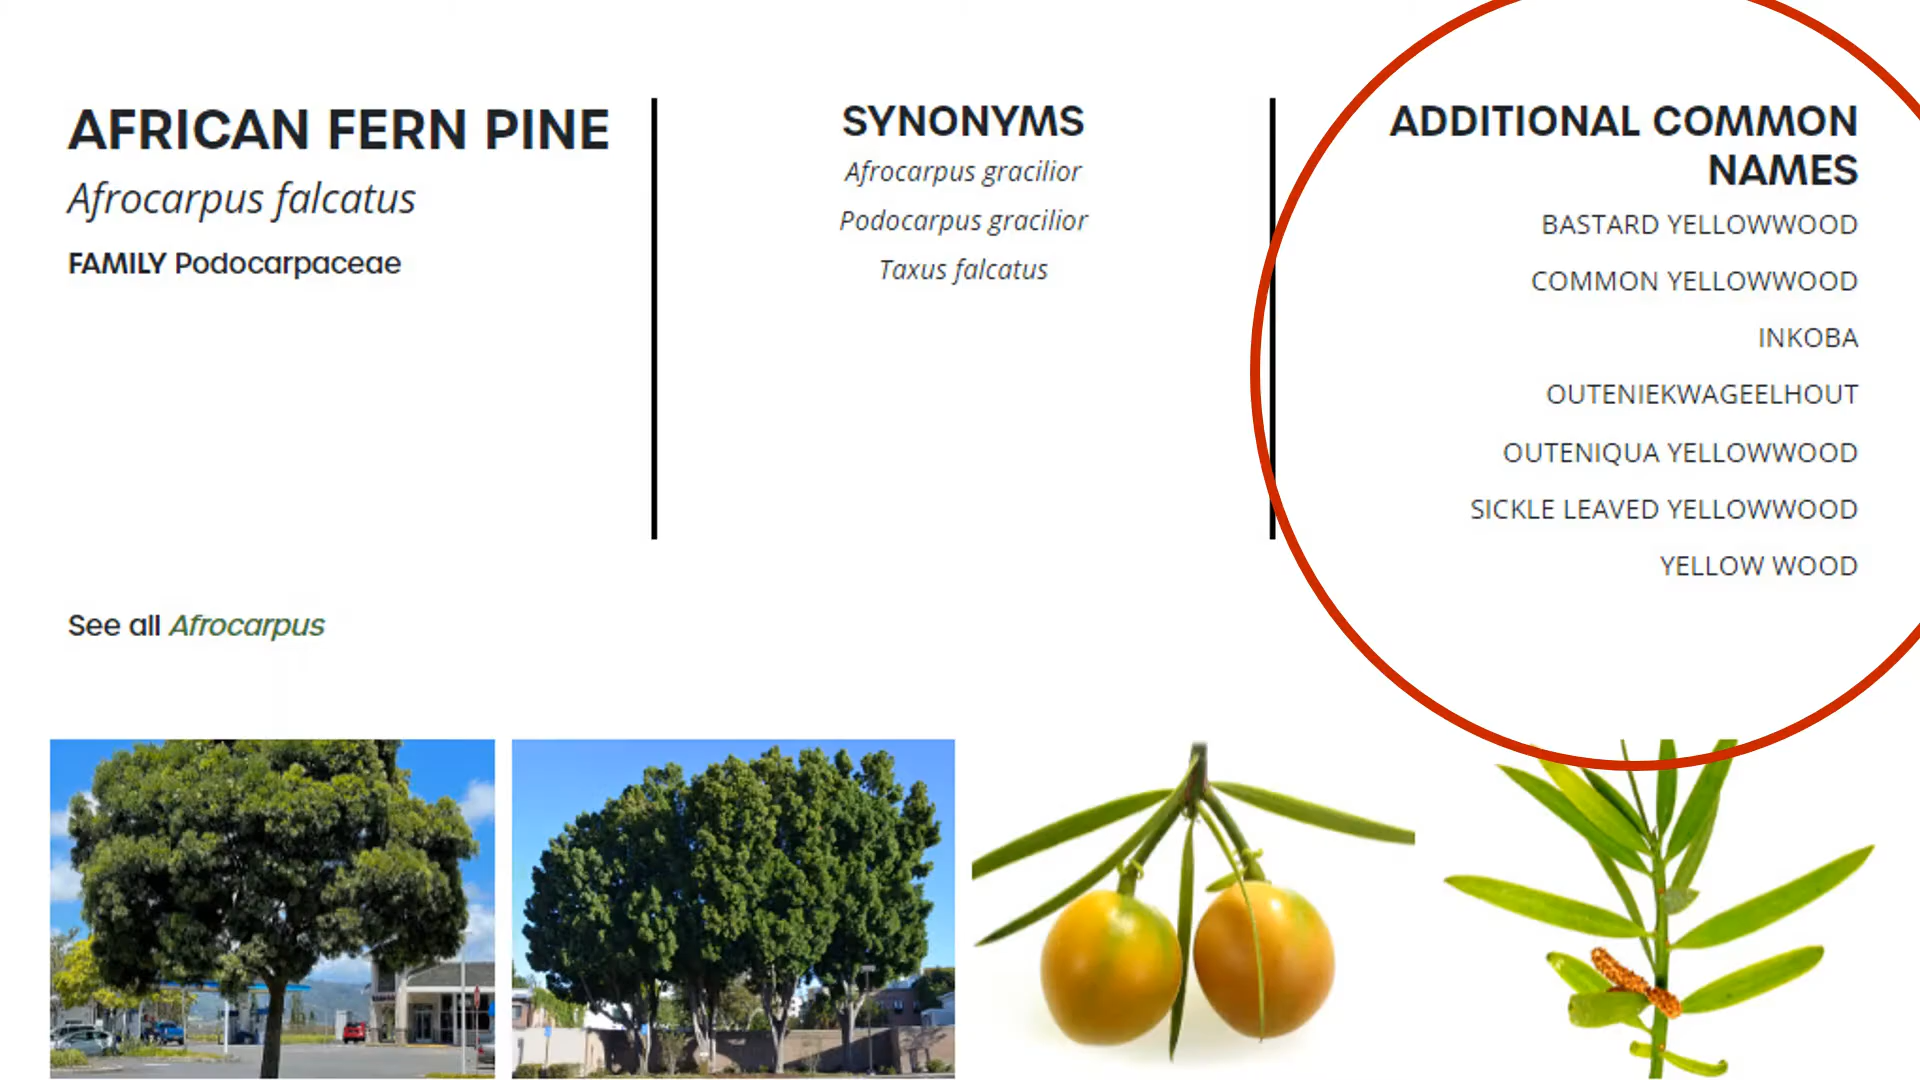 AFRICAN FERN PINE
Afrocarpus falcatus
FAMILY Podocarpaceae
See all Afrocarpus
SYNONYMS
Afrocarpus gracilior
Podocarpus gracilior
Taxus falcatus
ADDITIONAL COMMON
NAMES
BASTARD YELLOWWOOD
COMMON YELLOWWOOD
INKOBA
OUTENIEKWAGEELHOUT
OUTENIQUA YELLOWWOOD
SICKLE LEAVED YELLOWWOOD
YELLOW WOOD